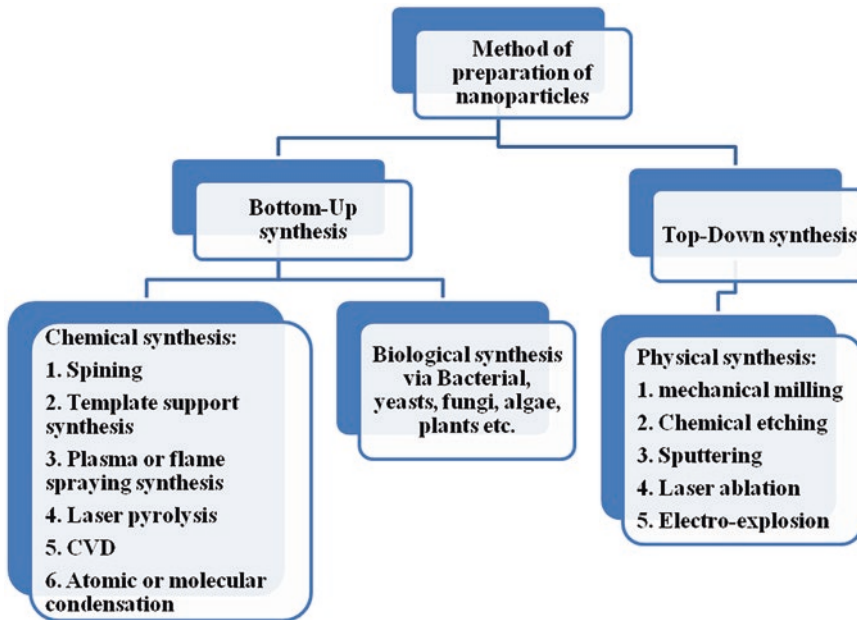 Method of
preparation of
nanoparticles
Bottom-Up
synthesis
Top-Down synthesis
Chemical synthesis:
1. Spining
2. Template support
synthesis
3. Plasma or flame
spraying synthesis
4. Laser pyrolysis
5. CVD
6. Atomic or molecular
condensation
Biological synthesis
via Bacterial,
yeasts, fungi, algae,
plants etc.
Physical synthesis:
1. mechanical milling
2. Chemical etching
3. Sputtering
4. Laser ablation
5. Electro-explosion